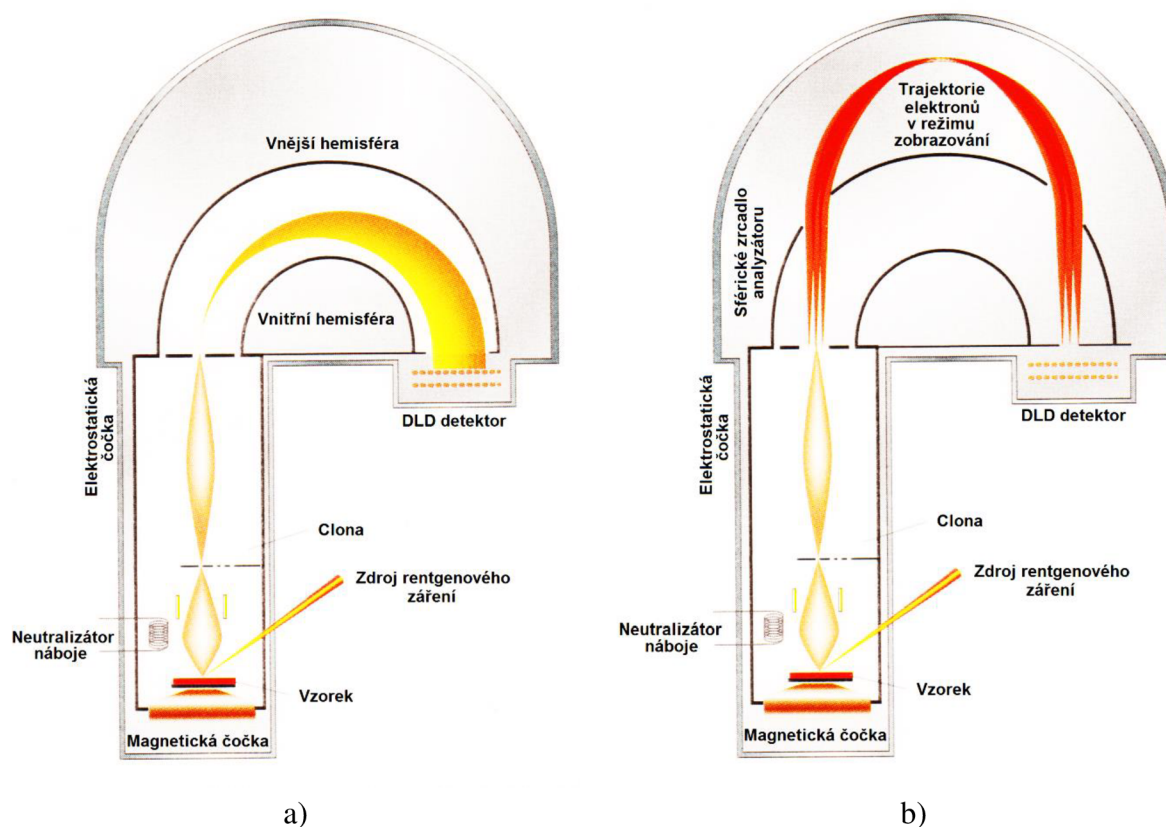 Vnější hemisféra
Vnitřní hemisféra
DLD detektor
Elektrostatická
čočka
Clona
Zdroj rentgenového
záření
Neutralizátor
náboje
Vzorek
Magnetická čočka
a)
Trajektorie
elektronů
v režimu
zobrazování
Sférické zrcadlo
analyzátoru
DLD detektor
Elektrostatická
čočka
Clona
Zdroj rentgenového
záření
Neutralizátor
náboje
Vzorek
Magnetická čočka
b)